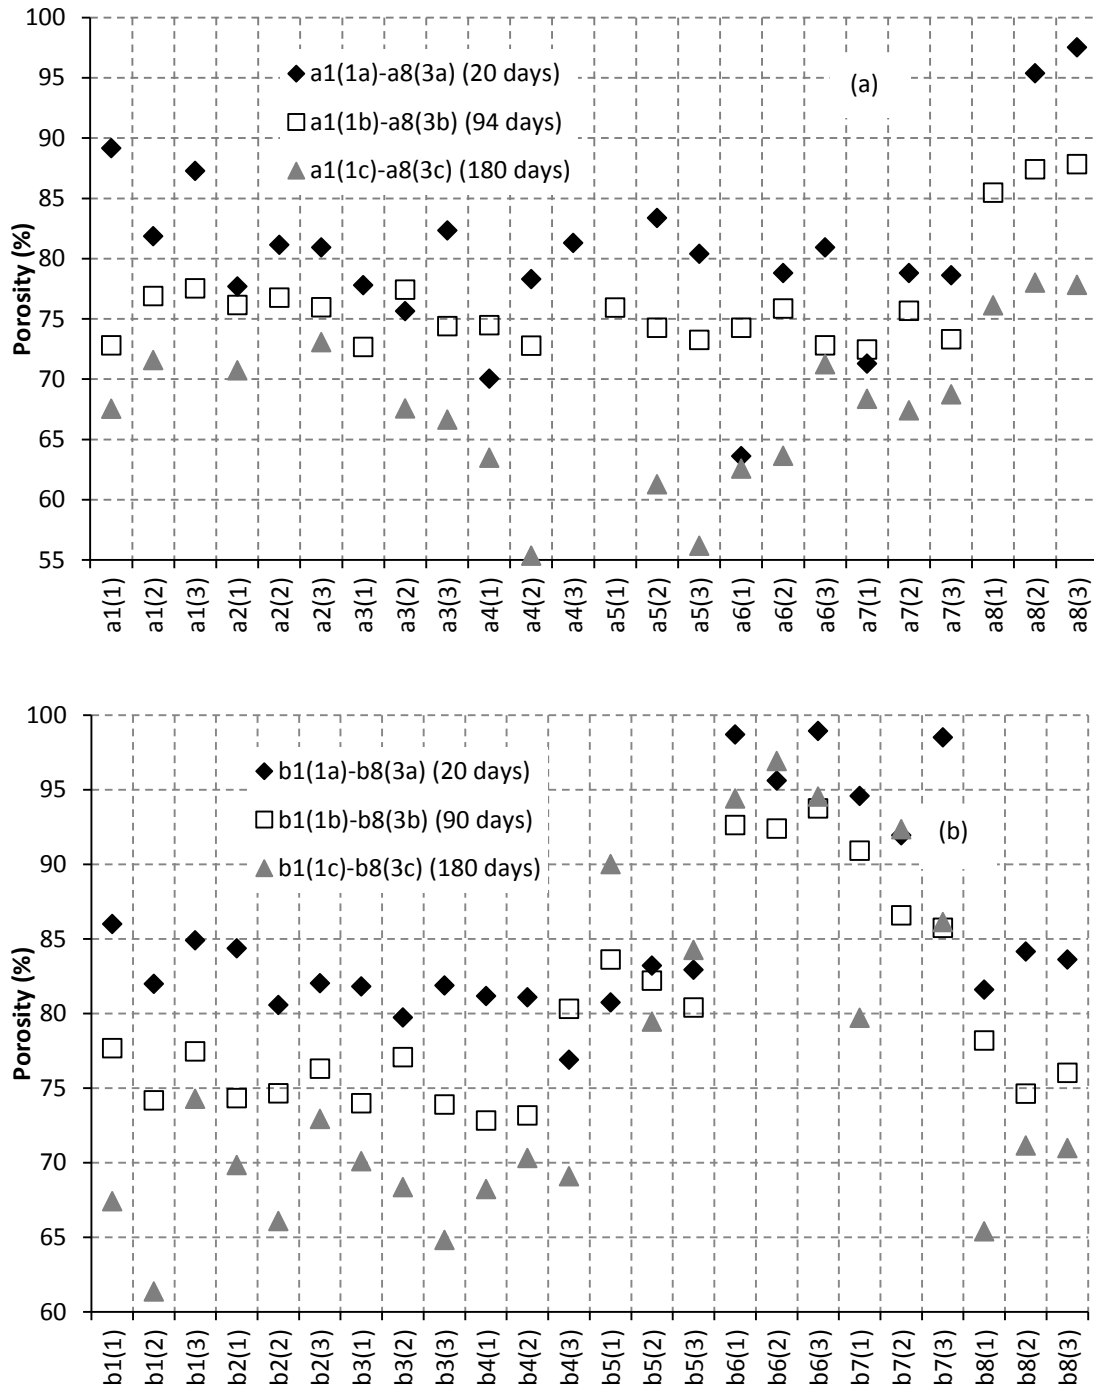 100
95
90
85
80
75
70
65
60
55
Porosity (%)
a1(1a)-a8(3a) (20 days)
a1(1b)-a8(3b) (94 days)
a1(1c)-a8(3c) (180 days)
(a)
a1(1)
a1(2)
a1(3)
a2(1)
a2(2)
a2(3)
a3(1)
a3(2)
a3(3)
a4(1)
a4(2)
a4(3)
a5(1)
a5(2)
a5(3)
a6(1)
a6(2)
a6(3)
a7(1)
a7(2)
a7(3)
a8(1)
a8(2)
a8(3)
100
95
90
85
80
75
70
65
60
Porosity (%)
b1(1a)-b8(3a) (20 days)
b1(1b)-b8(3b) (90 days)
b1(1c)-b8(3c) (180 days)
(b)
b1(1)
b1(2)
b1(3)
b2(1)
b2(2)
b2(3)
b3(1)
b3(2)
b3(3)
b4(1)
b4(2)
b4(3)
b5(1)
b5(2)
b5(3)
b6(1)
b6(2)
b6(3)
b7(1)
b7(2)
b7(3)
b8(1)
b8(2)
b8(3)